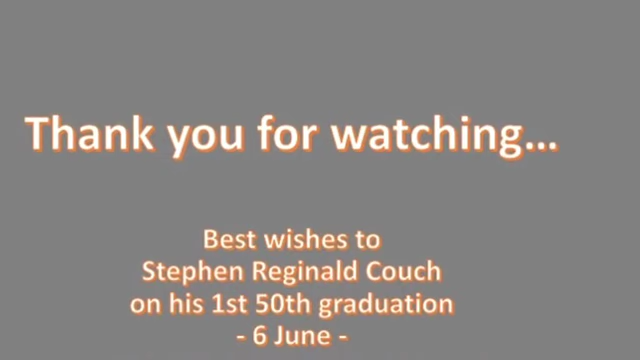 Thank you for watching...
Best wishes to
Stephen Reginald Couch
on his 1st 50th graduation
- 6 June -